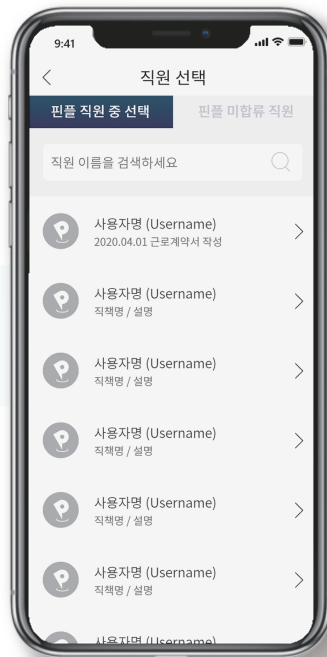 9:41
직원 선택
핀플 직원 중 선택
핀플 미합류 직원
직원 이름을 검색하세요
사용자명 (Username)
2020.04.01 근로계약서 작성
사용자명 (Username)
직책명 / 설명
사용자명 (Username)
직책명 / 설명
사용자명 (Username)
직책명 / 설명
사용자명 (Username)
직책명 / 설명
사용자명 (Username)
직책명 / 설명
사용자명 (Username)